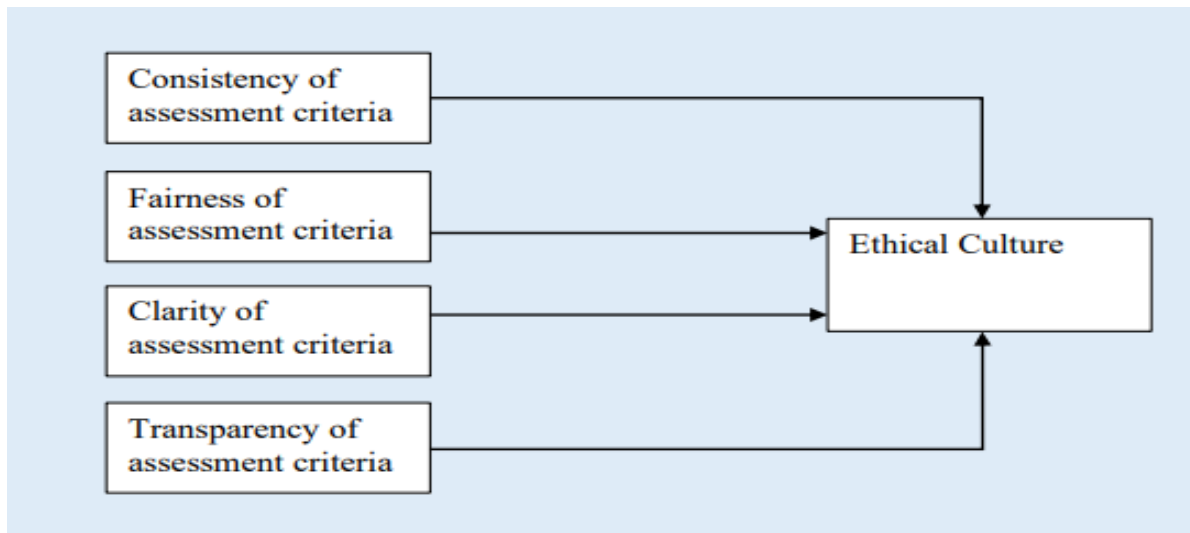 Consistency of
assessment criteria
Fairness of
assessment criteria
Clarity of
assessment criteria
Transparency of
assessment criteria
Ethical Culture